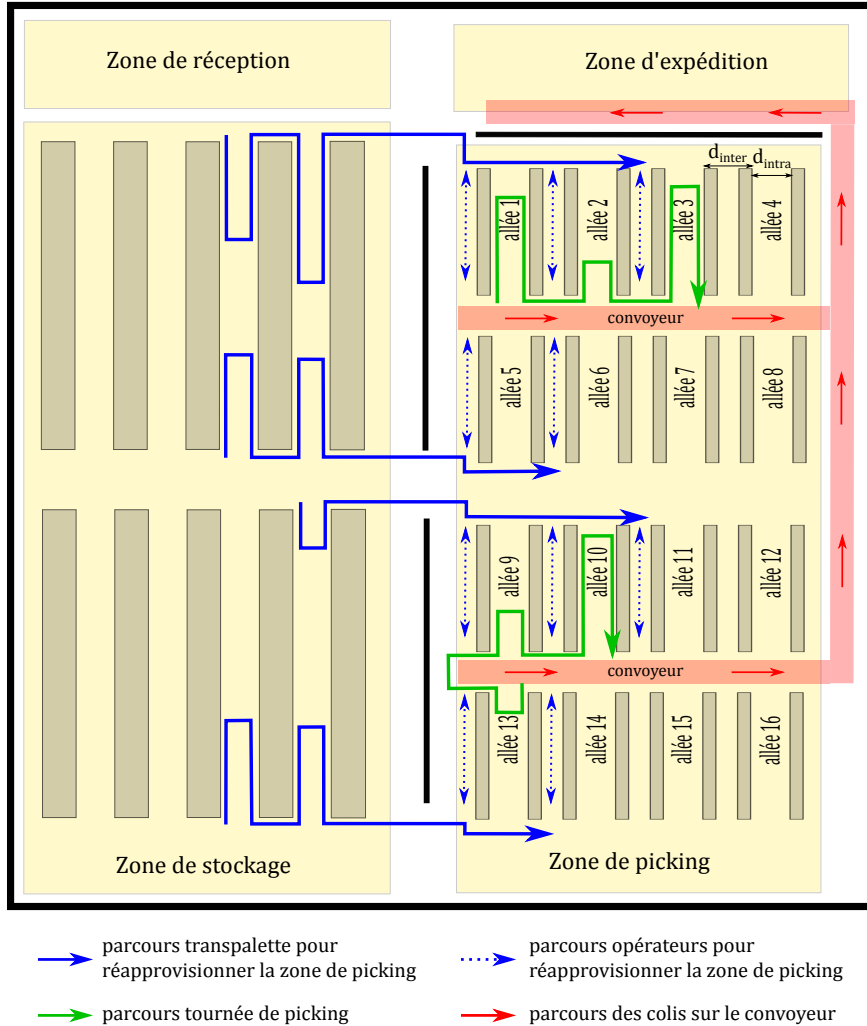 Zone de réception
Zone d'expédition
d_inter
d_intra
allée 1
allée 2
allée 3
allée 4
convoyeur
allée 5
allée 6
allée 7
allée 8
allée 9
allée 10
allée 11
allée 12
convoyeur
allée 13
allée 14
allée 15
allée 16
Zone de stockage
Zone de picking
parcours transpalette pour
réapprovisionner la zone de picking
parcours opérateurs pour
réapprovisionner la zone de picking
parcours tournée de picking
parcours des colis sur le convoyeur